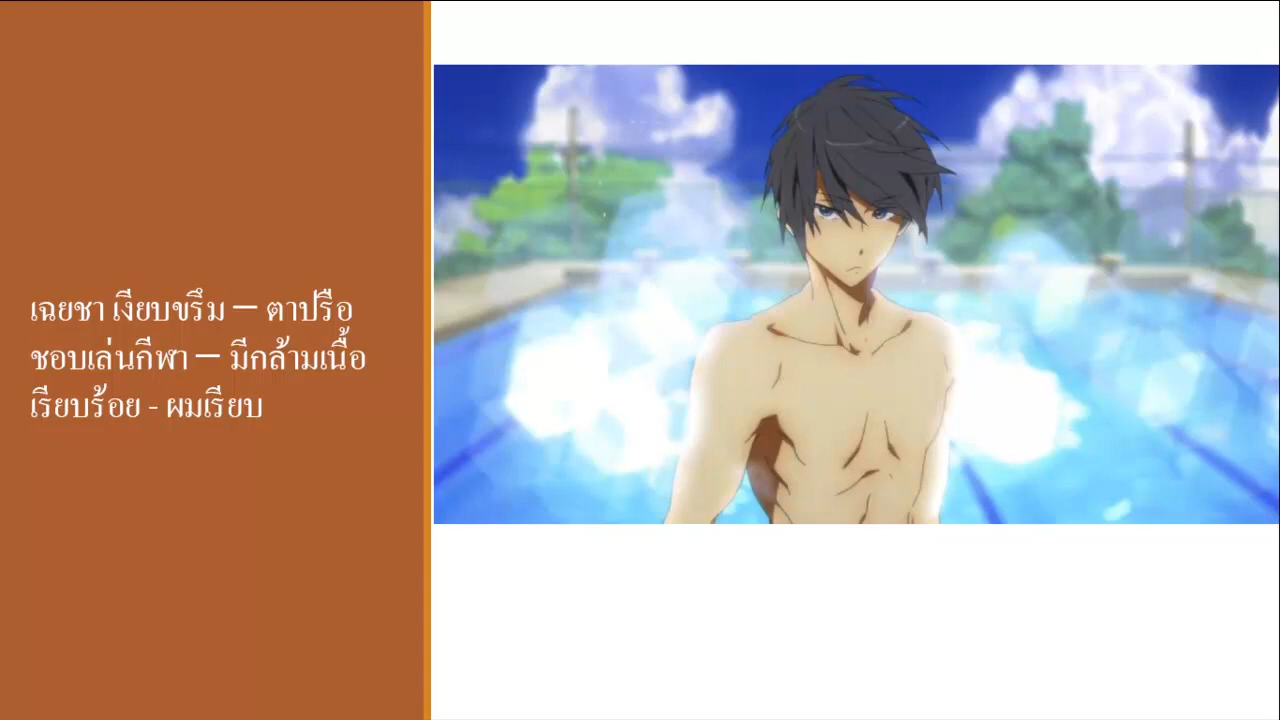 เฉยชา เงียบขรึม – ตาปรือ
ชอบเล่นกีฬา – มีกล้ามเนื้อ
เรียบร้อย - ผมเรียบ